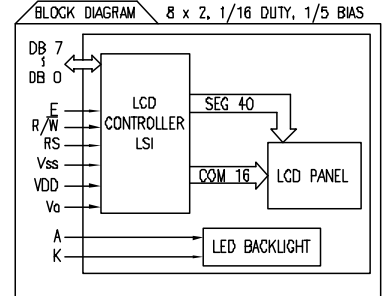 BLOCK DIAGRAM 8 x 2, 1/16 DUTY, 1/5 BIAS
DB 7
DB 0
E
R/W
RS
Vss
VDD
Vo
A
K
LCD
CONTROLLER
LSI
SEG 40
COM 16
LCD PANEL
LED BACKLIGHT